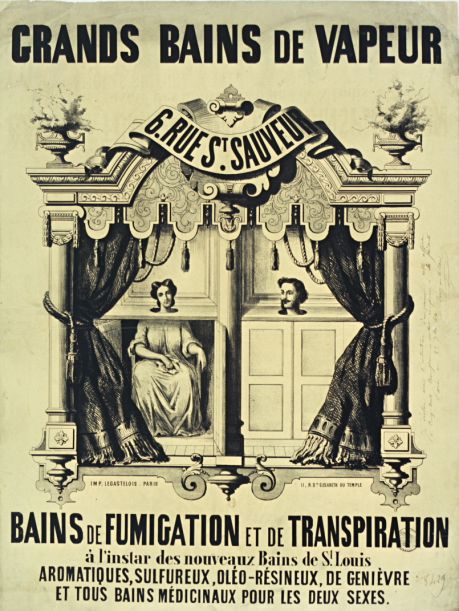 GRANDS BAINS DE VAPEUR
6. RUE ST. SAUVEUR
IMP. LEGASTELOIS. PARIS
11, R. STE ELISABETH DU TEMPLE
BAINS DE FUMIGATION ET DE TRANSPIRATION
à l'instar des nouveaux Bains de St. Louis
AROMATIQUES, SULFUREUX, OLÉO-RÉSINEUX, DE GENIÈVRE
ET TOUS BAINS MÉDICINAUX POUR LES DEUX SEXES.